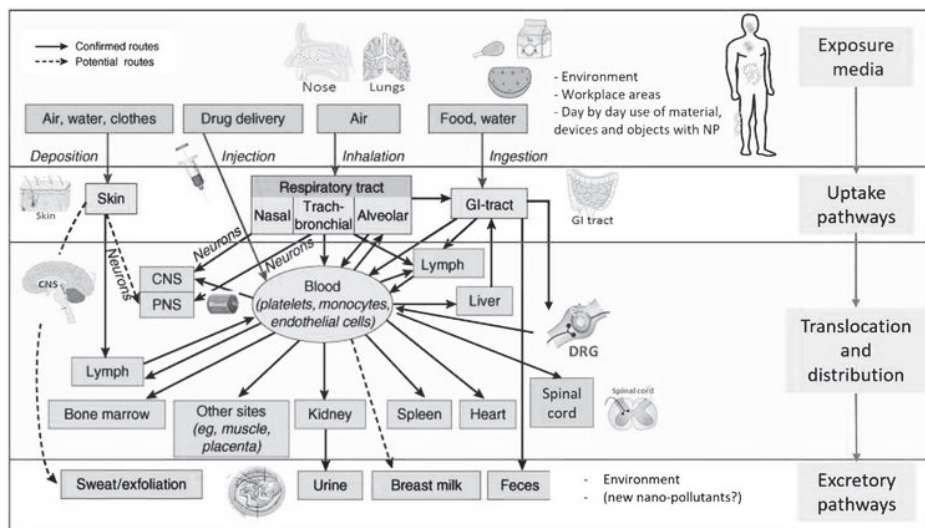 Confirmed routes
Potential routes
Nose
Lungs
- Environment
- Workplace areas
- Day by day use of material,
devices and objects with NP
Exposure
media
Air, water, clothes
Drug delivery
Air
Food, water
Deposition
Injection
Inhalation
Ingestion
Skin
Skin
Respiratory tract
Nasal
Trach-
bronchial
Alveolar
GI-tract
GI tract
Uptake
pathways
Neurons
Neurons
Neurons
CNS
CNS
PNS
Blood
(platelets, monocytes,
endothelial cells)
Lymph
Liver
DRG
Translocation
and
distribution
Lymph
Bone marrow
Other sites
(eg, muscle,
placenta)
Kidney
Spleen
Heart
Spinal
cord
Spinal cord
Sweat/exfoliation
Urine
Breast milk
Feces
- Environment
- (new nano-pollutants?)
Excretory
pathways